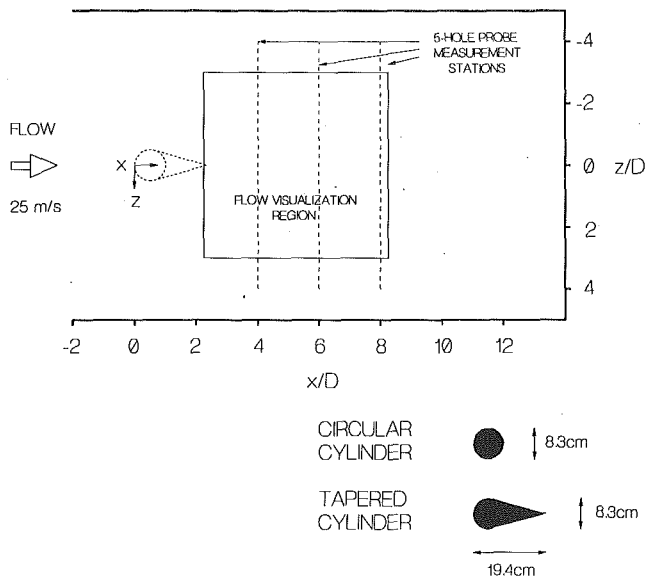 5-HOLE PROBE
MEASUREMENT
STATIONS
-4
-2
FLOW
X
0 z/D
25 m/s
Z
FLOW VISUALIZATION
REGION
2
4
-2 0 2 4 6 8 10 12
x/D
CIRCULAR
CYLINDER
8.3cm
TAPERED
CYLINDER
8.3cm
19.4cm